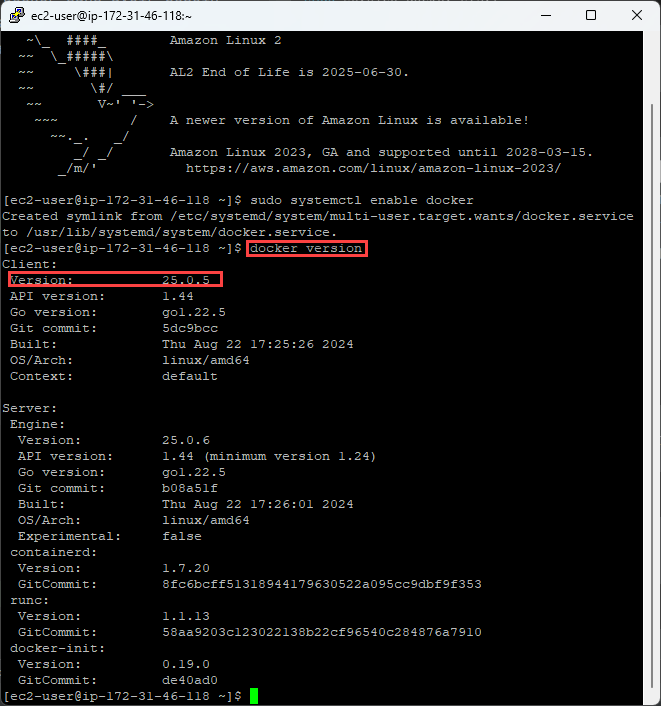 ec2-user@ip-172-31-46-118:~
~\_  ####_        Amazon Linux 2
~~  \_#####\
~~     \###|       AL2 End of Life is 2025-06-30.
~~       \#/ ___
~~       V~' '->
~~~         /    A newer version of Amazon Linux is available!
~~._.   _/
_/ _/       Amazon Linux 2023, GA and supported until 2028-03-15.
_/m/'           https://aws.amazon.com/linux/amazon-linux-2023/
[ec2-user@ip-172-31-46-118 ~]$ sudo systemctl enable docker
Created symlink from /etc/systemd/system/multi-user.target.wants/docker.service
to /usr/lib/systemd/system/docker.service.
[ec2-user@ip-172-31-46-118 ~]$ docker version
Client:
Version:           25.0.5
API version:       1.44
Go version:        go1.22.5
Git commit:        5dc9bcc
Built:             Thu Aug 22 17:25:26 2024
OS/Arch:           linux/amd64
Context:           default
Server:
Engine:
Version:          25.0.6
API version:      1.44 (minimum version 1.24)
Go version:       go1.22.5
Git commit:       b08a51f
Built:            Thu Aug 22 17:26:01 2024
OS/Arch:          linux/amd64
Experimental:     false
containerd:
Version:          1.7.20
GitCommit:        8fc6bcff51318944179630522a095cc9dbf9f353
runc:
Version:          1.1.13
GitCommit:        58aa9203c123022138b22cf96540c284876a7910
docker-init:
Version:          0.19.0
GitCommit:        de40ad0
[ec2-user@ip-172-31-46-118 ~]$